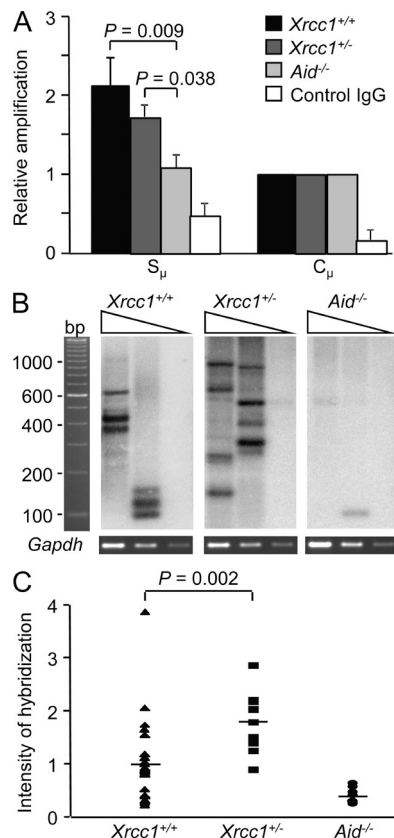 A
Relative amplification
3
2
1
0
P = 0.009
P = 0.038
Xrcc1+/+
Xrcc1+/-
Aid-/-
Control IgG
Sμ
Cμ
B
Xrcc1+/+
Xrcc1+/-
Aid-/-
bp
1000
600
400
200
100
Gapdh
C
P = 0.002
Intensity of hybridization
4
3
2
1
0
Xrcc1+/+
Xrcc1+/-
Aid-/-